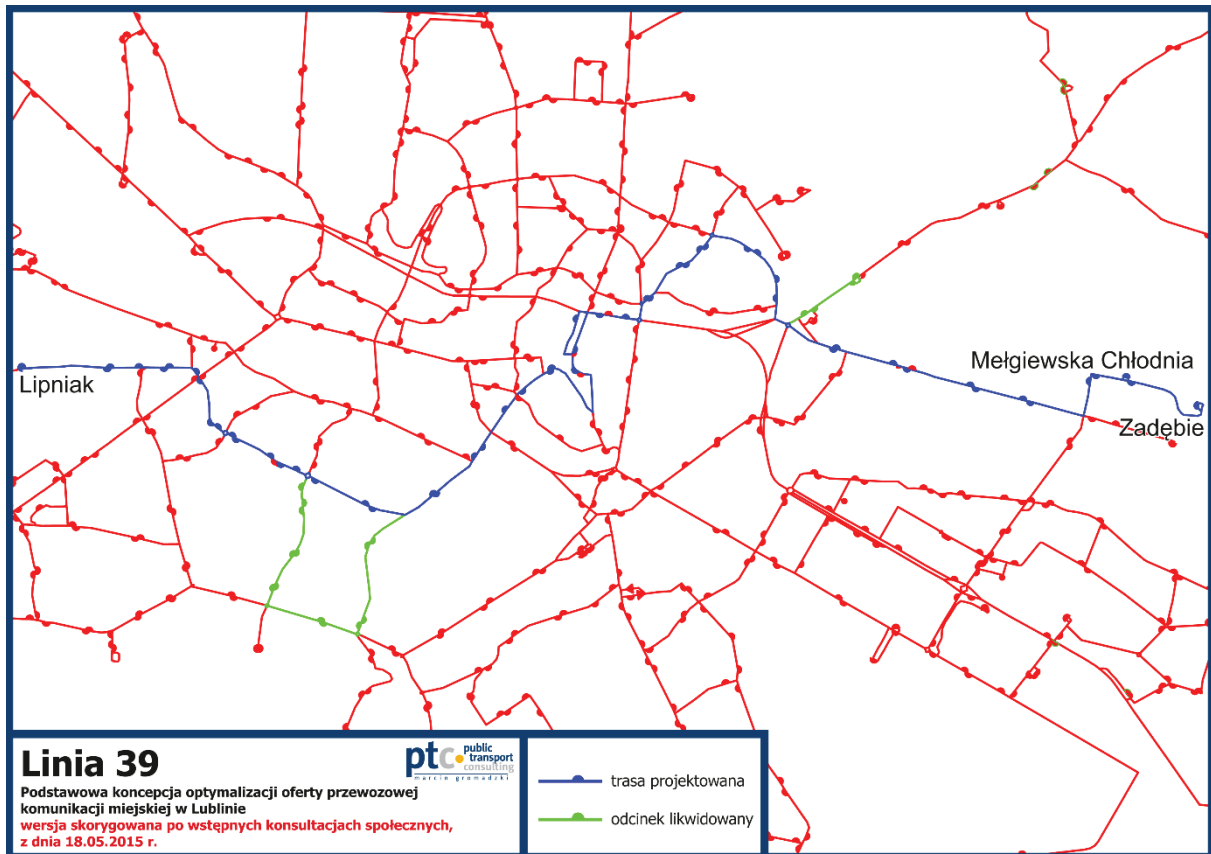 Mełgiewska Chłodnia
Lipniak
Zadębie
Linia 39
ptc public
transport
consulting
marcin gromadzki
Podstawowa koncepcja optymalizacji oferty przewozowej
komunikacji miejskiej w Lublinie
wersja skorygowana po wstępnych konsultacjach społecznych,
z dnia 18.05.2015 r.
trasa projektowana
odcinek likwidowany